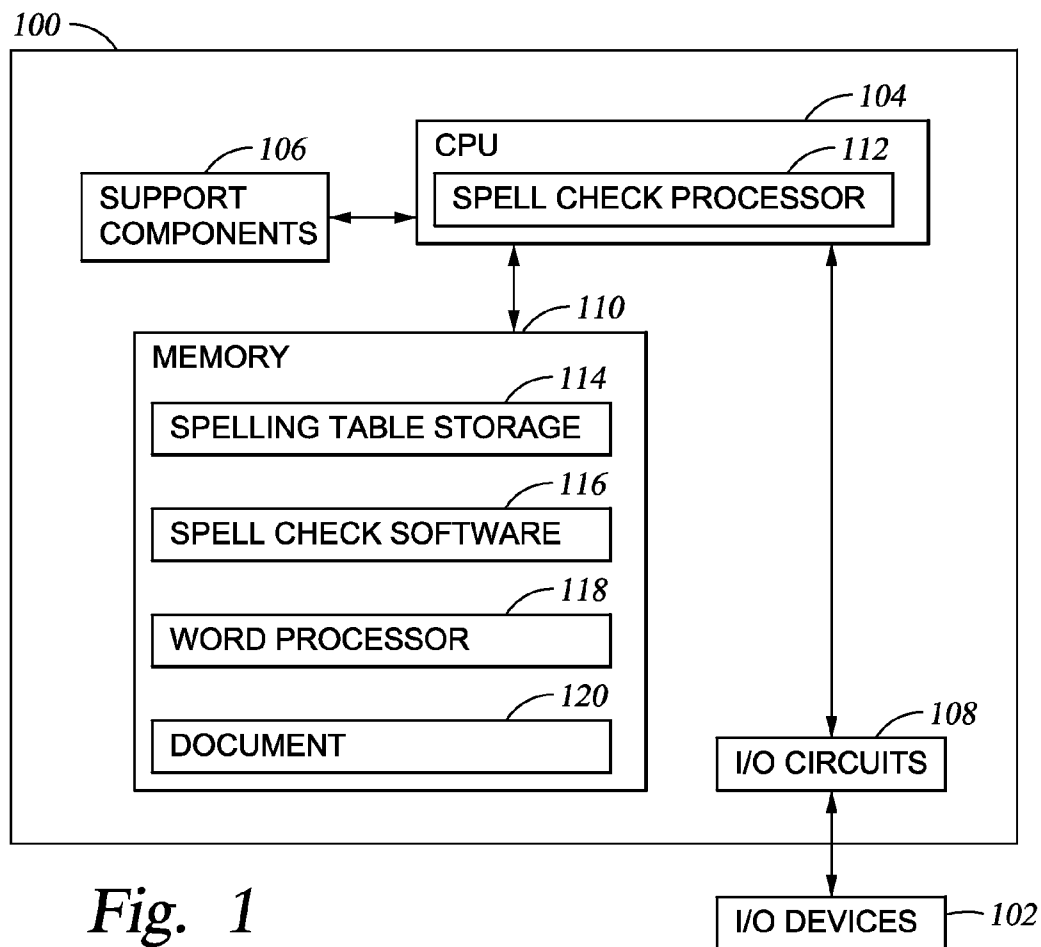 100
104
CPU
112
SPELL CHECK PROCESSOR
106
SUPPORT
COMPONENTS
110
MEMORY
114
SPELLING TABLE STORAGE
116
SPELL CHECK SOFTWARE
118
WORD PROCESSOR
120
DOCUMENT
108
I/O CIRCUITS
I/O DEVICES
102
Fig. 1